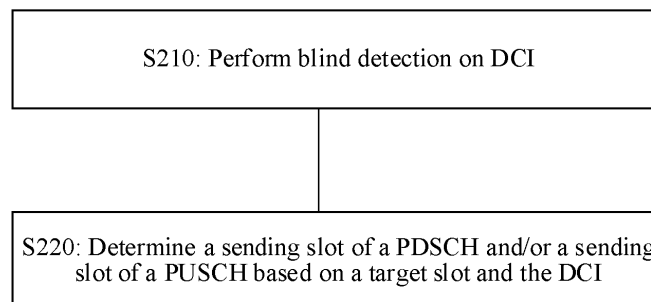 S210: Perform blind detection on DCI
S220: Determine a sending slot of a PDSCH and/or a sending
slot of a PUSCH based on a target slot and the DCI